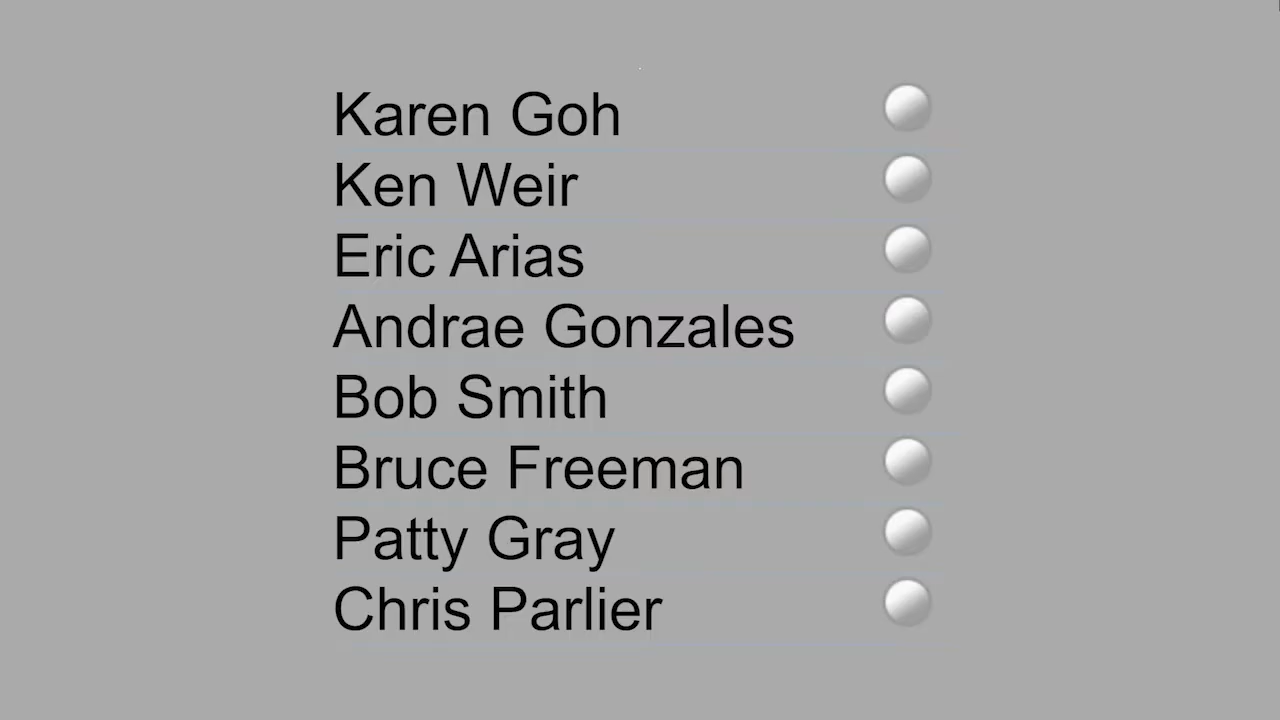 Karen Goh
Ken Weir
Eric Arias
Andrae Gonzales
Bob Smith
Bruce Freeman
Patty Gray
Chris Parlier